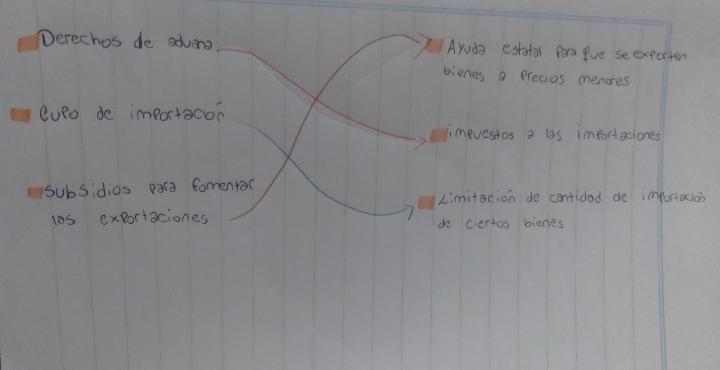 Derechos de aduana
Cupo de importación
Subsidios para fomentar
las exportaciones
Ayuda estatal para que se exporten
bienes a precios menores
impuestos a las importaciones
Limitación de cantidad de importación
de ciertos bienes